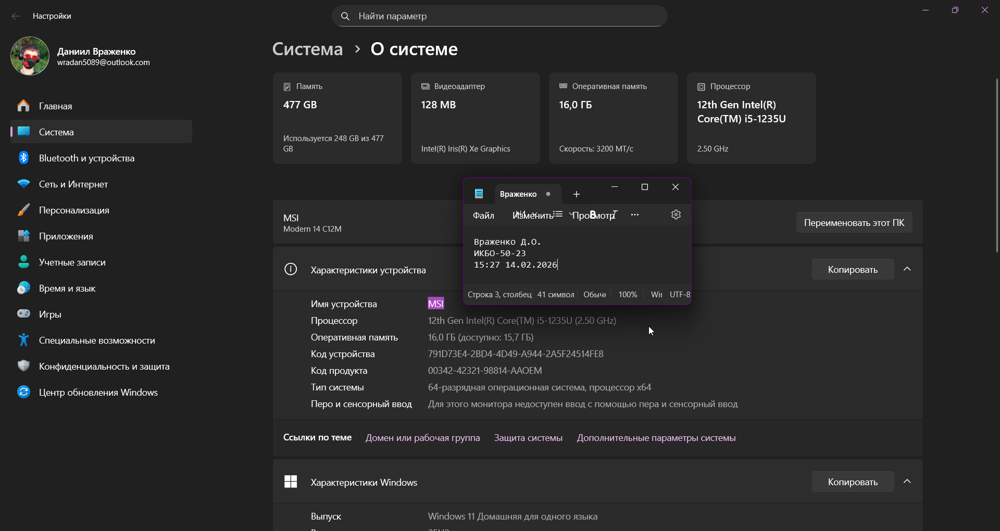 Настройки
Найти параметр
Даниил Враженко
wradan5089@outlook.com
Главная
Система
Bluetooth и устройства
Сеть и Интернет
Персонализация
Приложения
Учетные записи
Время и язык
Игры
Специальные возможности
Конфиденциальность и защита
Центр обновления Windows
Система > О системе
Память
477 GB
Используется 248 GB из 477
GB
Видеоадаптер
128 MB
Intel(R) Iris(R) Xe Graphics
Оперативная память
16,0 ГБ
Скорость: 3200 МТ/с
Процессор
12th Gen Intel(R)
Core(TM) i5-1235U
2.50 GHz
MSI
Modern 14 C12M
Переименовать этот ПК
Враженко
Файл Изменить Просмотр
Враженко Д.О.
ИКБО-50-23
15:27 14.02.2026
Строка 3, столбец 41 символ Обычн 100% Wir UTF-8
Характеристики устройства
Копировать
Имя устройства MSI
Процессор 12th Gen Intel(R) Core(TM) i5-1235U (2.50 GHz)
Оперативная память 16,0 ГБ (доступно: 15,7 ГБ)
Код устройства 791D73E4-2BD4-4D49-A944-2A5F24514FE8
Код продукта 00342-42321-98814-AAOEM
Тип системы 64-разрядная операционная система, процессор x64
Перо и сенсорный ввод Для этого монитора недоступен ввод с помощью пера и сенсорный ввод
Ссылки по теме Домен или рабочая группа Защита системы Дополнительные параметры системы
Характеристики Windows
Копировать
Выпуск Windows 11 Домашняя для одного языка